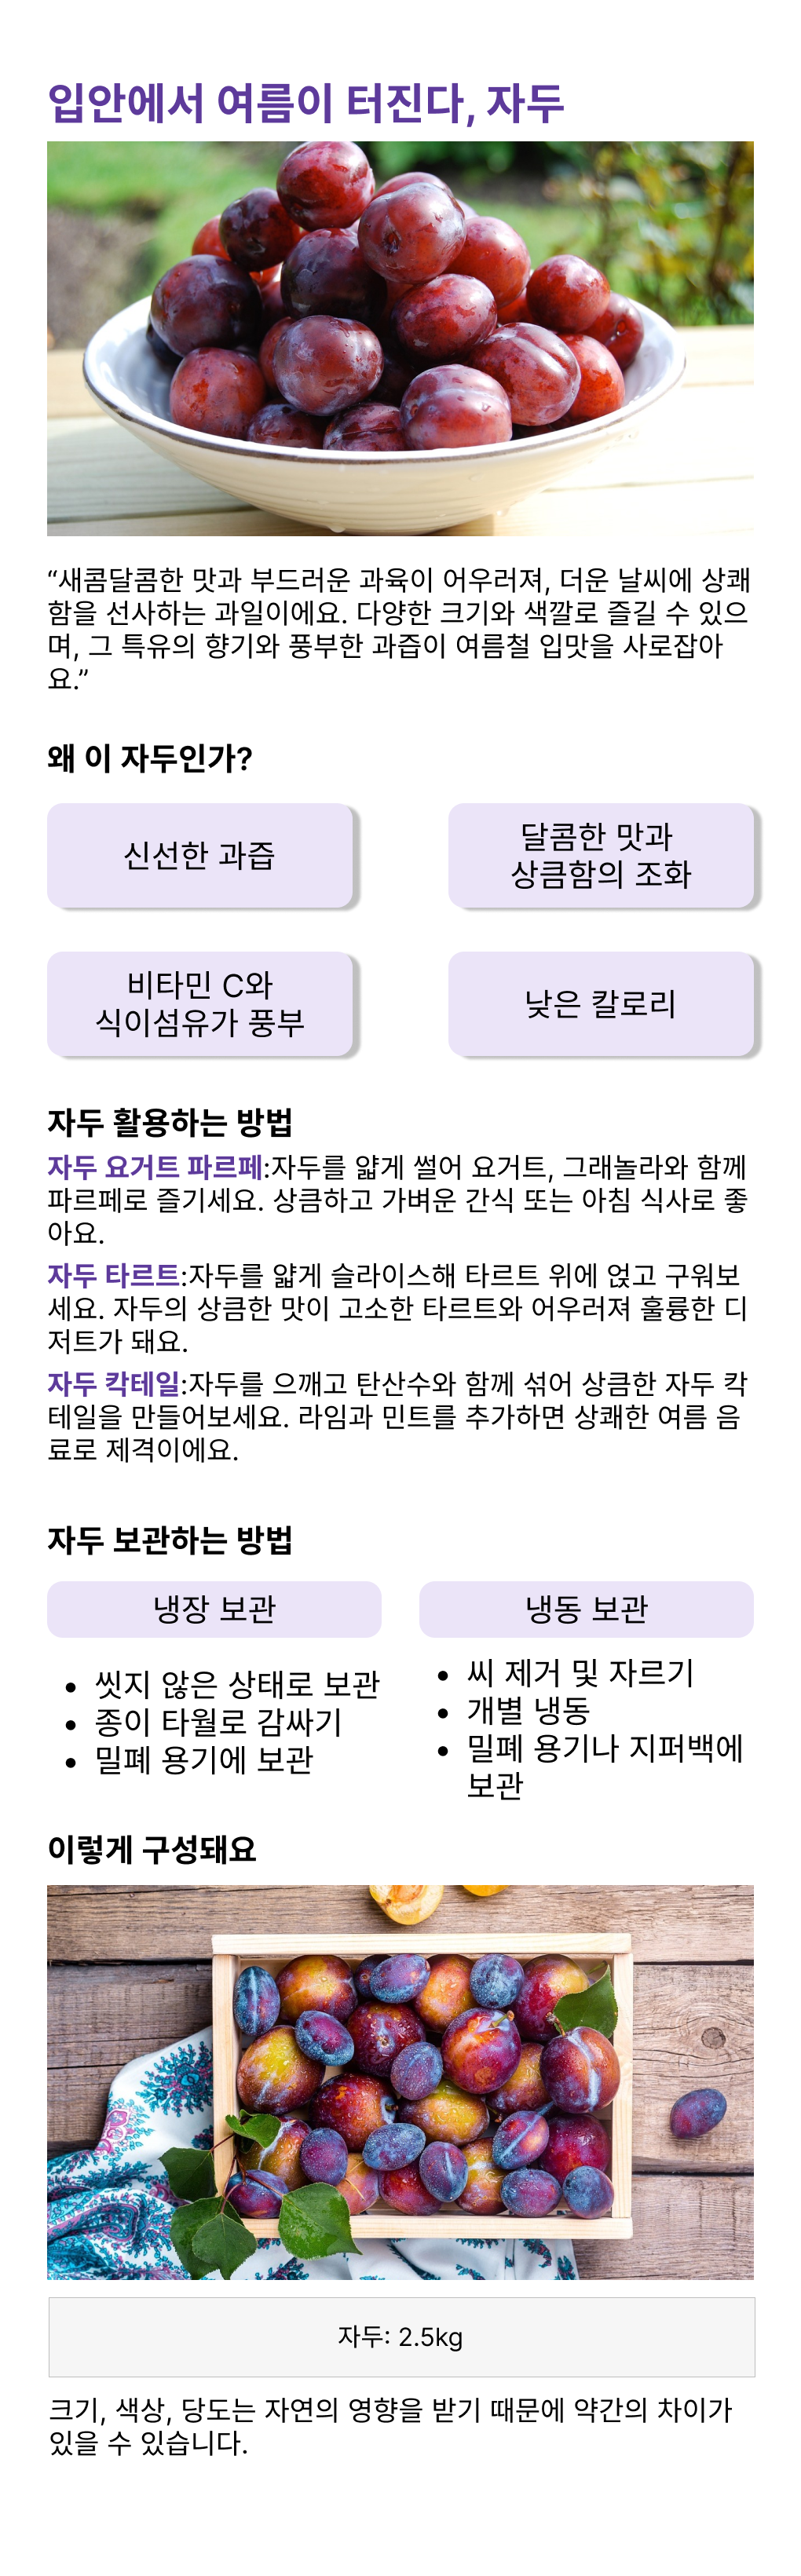 입안에서 여름이 터진다, 자두
“새콤달콤한 맛과 부드러운 과육이 어우러져, 더운 날씨에 상쾌
함을 선사하는 과일이에요. 다양한 크기와 색깔로 즐길 수 있으
며, 그 특유의 향기와 풍부한 과즙이 여름철 입맛을 사로잡아
요.”
왜 이 자두인가?
신선한 과즙
달콤한 맛과
상큼함의 조화
비타민 C와
식이섬유가 풍부
낮은 칼로리
자두 활용하는 방법
자두 요거트 파르페:자두를 얇게 썰어 요거트, 그래놀라와 함께
파르페로 즐기세요. 상큼하고 가벼운 간식 또는 아침 식사로 좋
아요.
자두 타르트:자두를 얇게 슬라이스해 타르트 위에 얹고 구워보
세요. 자두의 상큼한 맛이 고소한 타르트와 어우러져 훌륭한 디
저트가 돼요.
자두 칵테일:자두를 으깨고 탄산수와 함께 섞어 상큼한 자두 칵
테일을 만들어보세요. 라임과 민트를 추가하면 상쾌한 여름 음
료로 제격이에요.
자두 보관하는 방법
냉장 보관
• 씻지 않은 상태로 보관
• 종이 타월로 감싸기
• 밀폐 용기에 보관
냉동 보관
• 씨 제거 및 자르기
• 개별 냉동
• 밀폐 용기나 지퍼백에
보관
이렇게 구성돼요
자두: 2.5kg
크기, 색상, 당도는 자연의 영향을 받기 때문에 약간의 차이가
있을 수 있습니다.